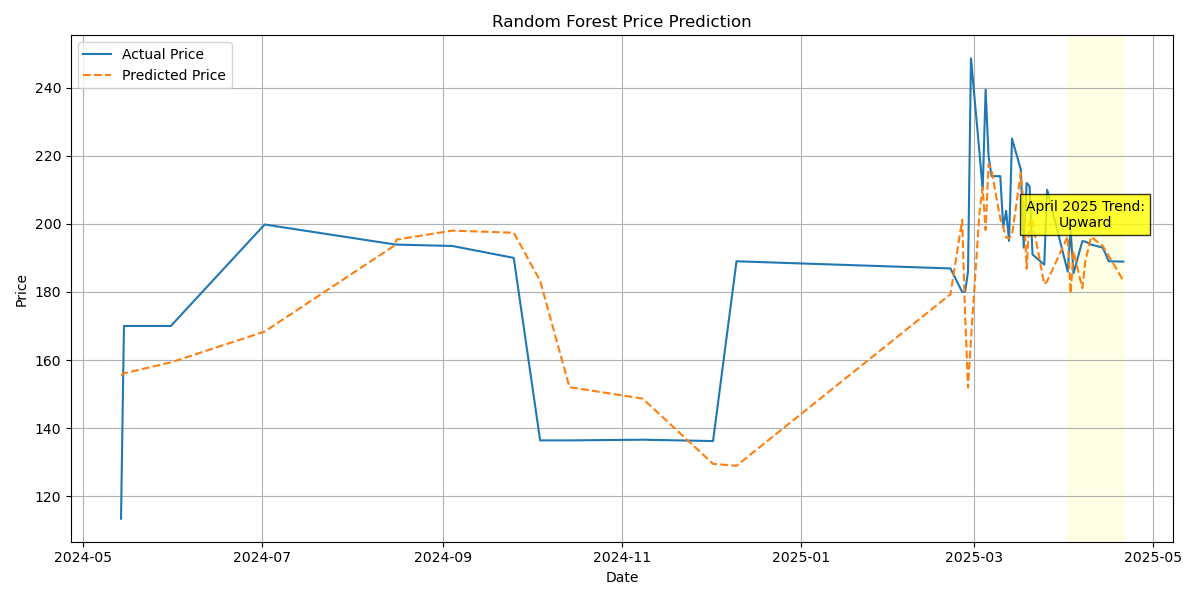 Random Forest Price Prediction
Actual Price
Predicted Price
April 2025 Trend:
Upward
Price
240
220
200
180
160
140
120
2024-05
2024-07
2024-09
2024-11
2025-01
2025-03
2025-05
Date